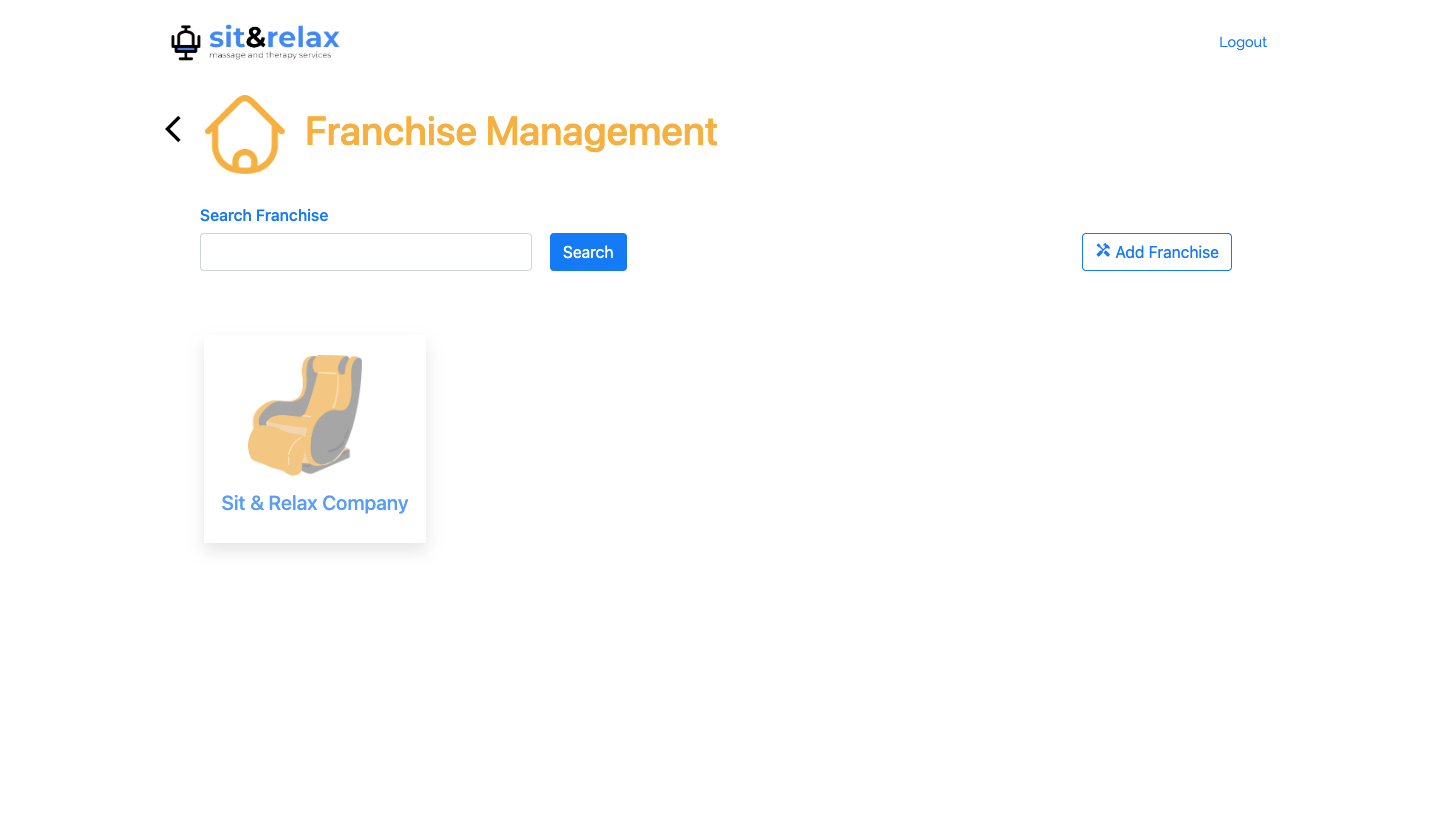 sit&relax
massage and therapy services
Logout
Franchise Management
Search Franchise
Search
Add Franchise
Sit & Relax Company